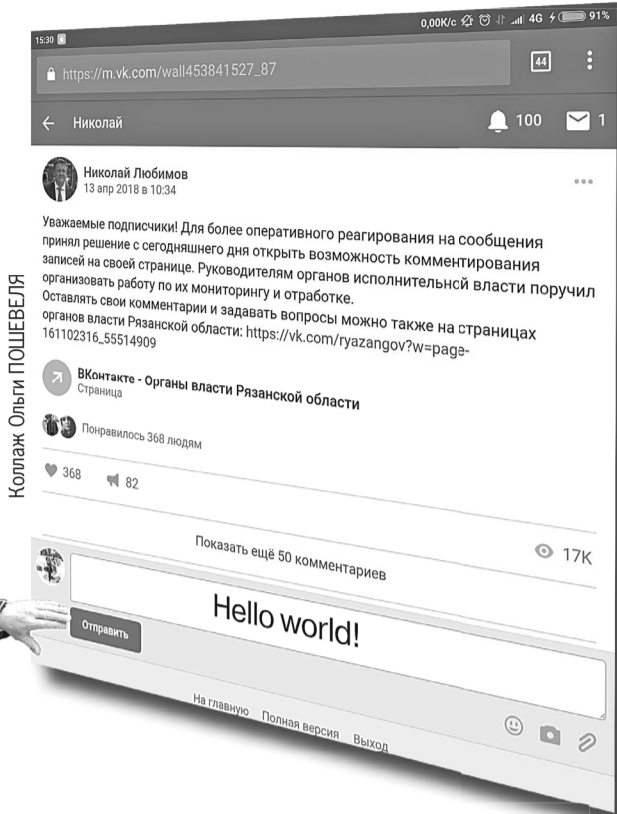 0,00К/с 4G 91%
15:30
https://m.vk.com/wall453841527_87
44
Николай
100
1
Николай Любимов
13 апр 2018 в 10:34
Уважаемые подписчики! Для более оперативного реагирования на сообщения
принял решение с сегодняшнего дня открыть возможность комментирования
записей на своей странице. Руководителям органов исполнительной власти поручил
организовать работу по их мониторингу и отработке.
Оставлять свои комментарии и задавать вопросы можно также на страницах
органов власти Рязанской области: https://vk.com/ryazangov?w=page-
161102316_55514909
ВКонтакте - Органы власти Рязанской области
Страница
Понравилось 368 людям
368
82
17K
Показать ещё 50 комментариев
Hello world!
Отправить
На главную Полная версия Выход
Коллаж Ольги ПОШЕВЕЛЯ